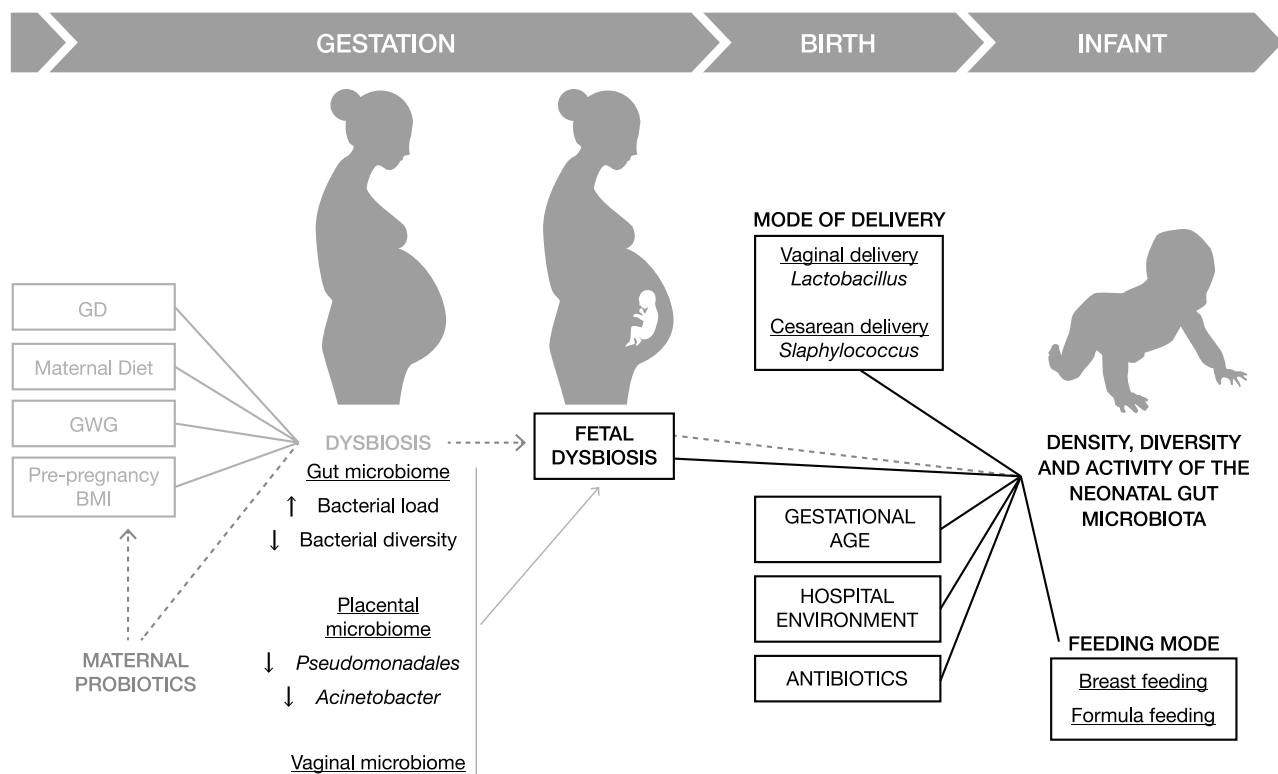 GESTATION
BIRTH
INFANT
GD
Maternal Diet
GWG
Pre-pregnancy
BMI
MATERNAL
PROBIOTICS
DYSBIOSIS
Gut microbiome
↑ Bacterial load
↓ Bacterial diversity
Placental
microbiome
↓ Pseudomonadales
↓ Acinetobacter
Vaginal microbiome
FETAL
DYSBIOSIS
MODE OF DELIVERY
Vaginal delivery
Lactobacillus
Cesarean delivery
Slaphylococcus
GESTATIONAL
AGE
HOSPITAL
ENVIRONMENT
ANTIBIOTICS
DENSITY, DIVERSITY
AND ACTIVITY OF THE
NEONATAL GUT
MICROBIOTA
FEEDING MODE
Breast feeding
Formula feeding